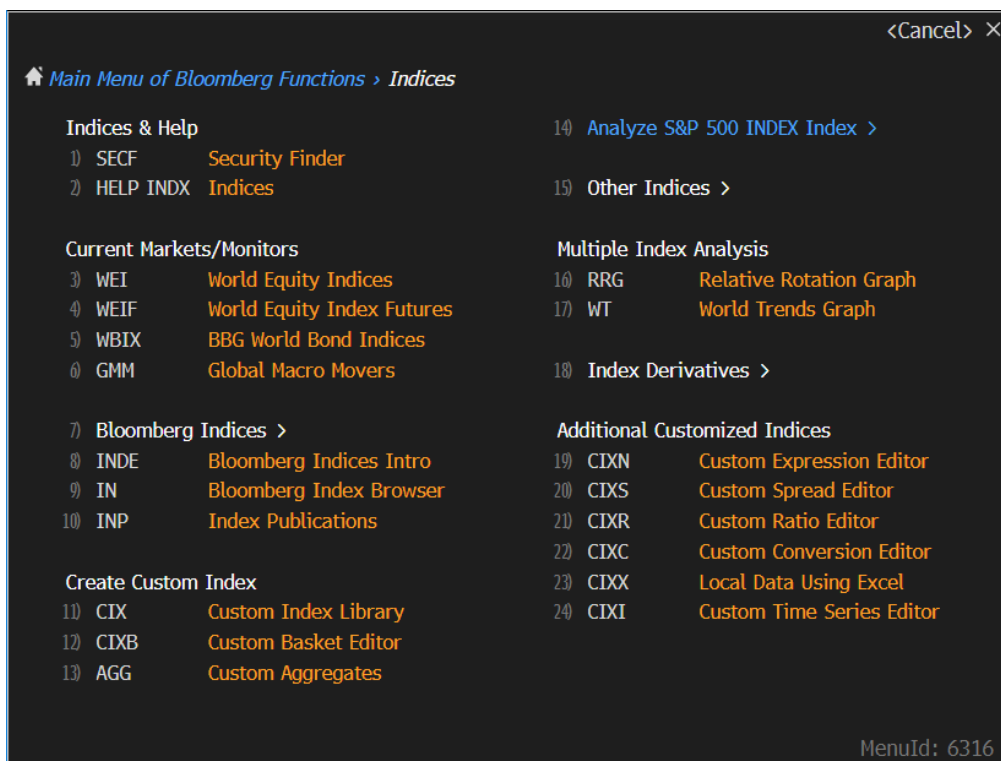 <Cancel> ×
Main Menu of Bloomberg Functions › Indices
Indices & Help
1) SECF Security Finder
2) HELP INDX Indices
Current Markets/Monitors
3) WEI World Equity Indices
4) WEIF World Equity Index Futures
5) WBIX BBG World Bond Indices
6) GMM Global Macro Movers
7) Bloomberg Indices >
8) INDE Bloomberg Indices Intro
9) IN Bloomberg Index Browser
10) INP Index Publications
Create Custom Index
11) CIX Custom Index Library
12) CIXB Custom Basket Editor
13) AGG Custom Aggregates
14) Analyze S&P 500 INDEX Index >
15) Other Indices >
Multiple Index Analysis
16) RRG Relative Rotation Graph
17) WT World Trends Graph
18) Index Derivatives >
Additional Customized Indices
19) CIXN Custom Expression Editor
20) CIXS Custom Spread Editor
21) CIXR Custom Ratio Editor
22) CIXC Custom Conversion Editor
23) CIXX Local Data Using Excel
24) CIXI Custom Time Series Editor
MenuId: 6316